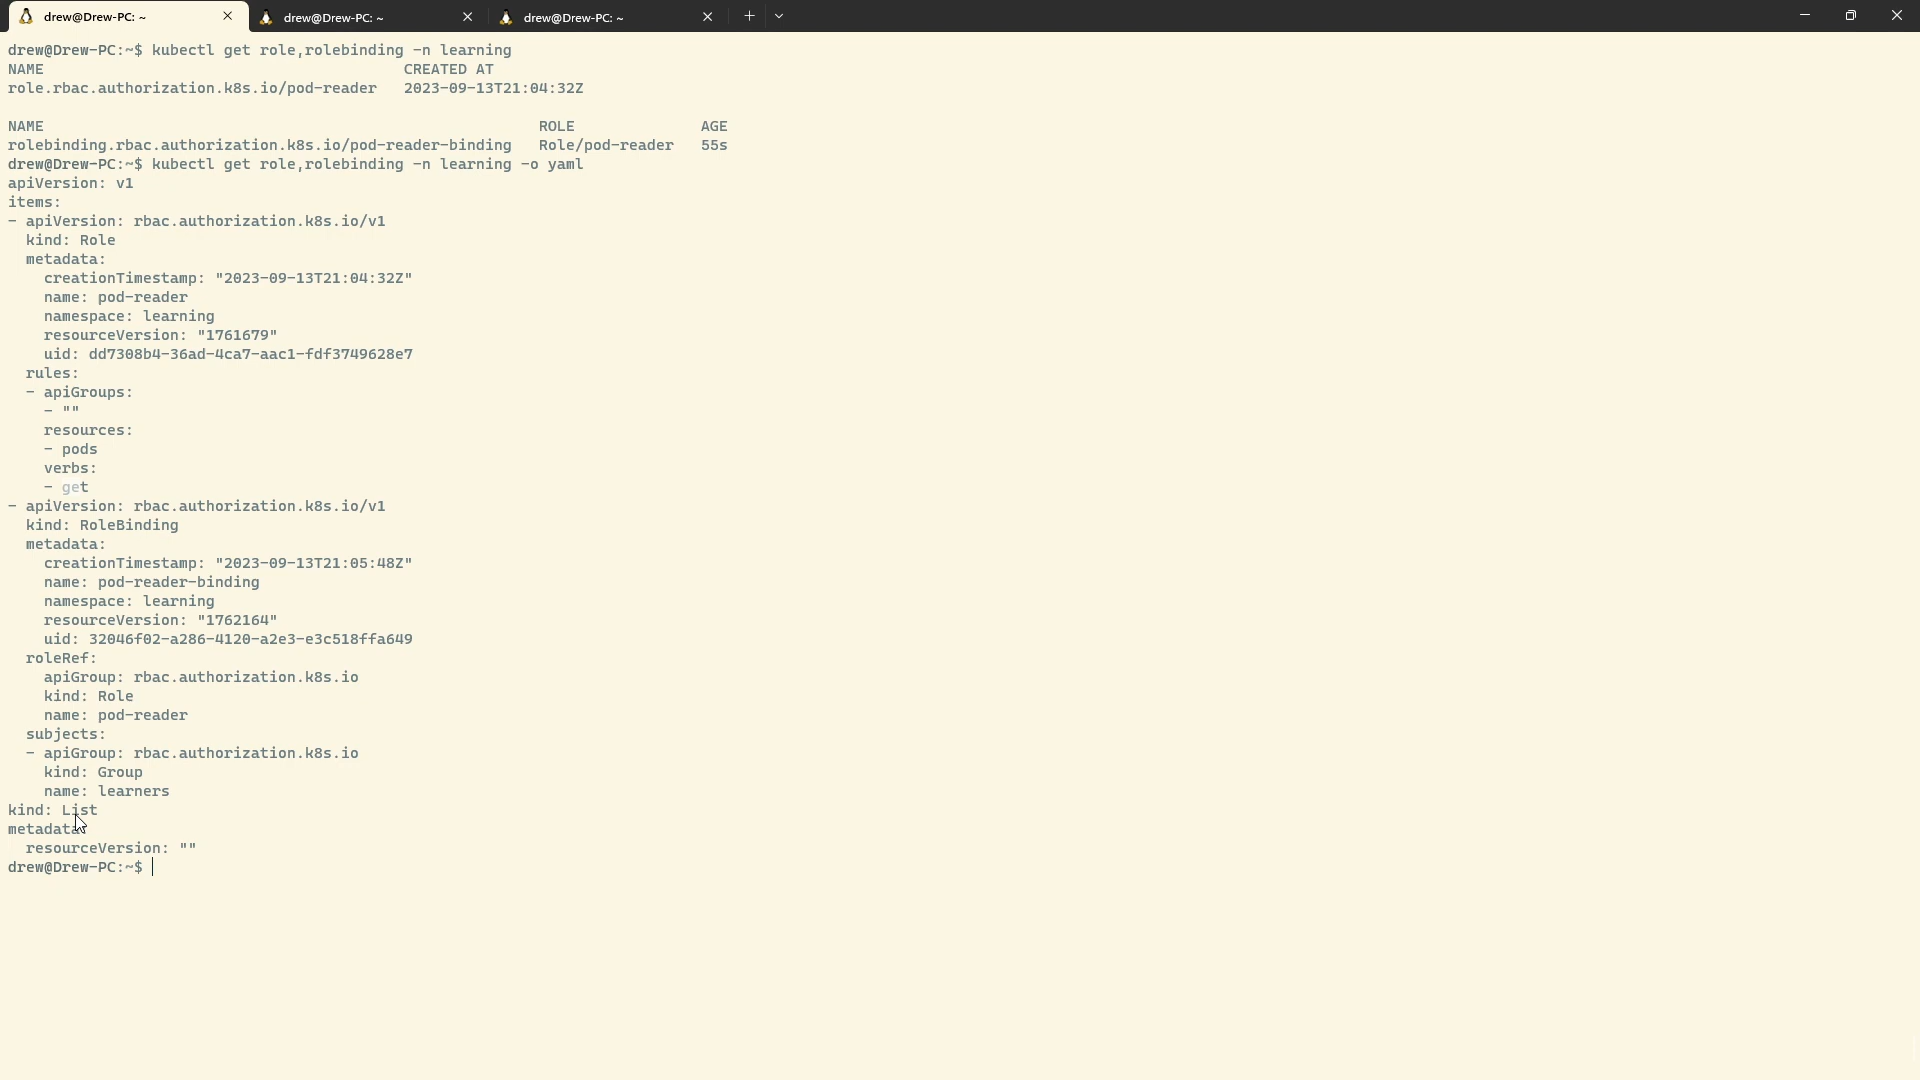 drew@Drew-PC: ~
drew@Drew-PC: ~
drew@Drew-PC: ~
drew@Drew-PC:~$ kubectl get role,rolebinding -n learning
NAME                                        CREATED AT
role.rbac.authorization.k8s.io/pod-reader   2023-09-13T21:04:32Z

NAME                                                       ROLE              AGE
rolebinding.rbac.authorization.k8s.io/pod-reader-binding   Role/pod-reader   55s
drew@Drew-PC:~$ kubectl get role,rolebinding -n learning -o yaml
apiVersion: v1
items:
- apiVersion: rbac.authorization.k8s.io/v1
  kind: Role
  metadata:
    creationTimestamp: "2023-09-13T21:04:32Z"
    name: pod-reader
    namespace: learning
    resourceVersion: "1761679"
    uid: dd7308b4-36ad-4ca7-aac1-fdf3749628e7
  rules:
  - apiGroups:
    - ""
    resources:
    - pods
    verbs:
    - get
- apiVersion: rbac.authorization.k8s.io/v1
  kind: RoleBinding
  metadata:
    creationTimestamp: "2023-09-13T21:05:48Z"
    name: pod-reader-binding
    namespace: learning
    resourceVersion: "1762164"
    uid: 32046f02-a286-4120-a2e3-e3c518ffa649
  roleRef:
    apiGroup: rbac.authorization.k8s.io
    kind: Role
    name: pod-reader
  subjects:
  - apiGroup: rbac.authorization.k8s.io
    kind: Group
    name: learners
kind: List
metadata
  resourceVersion: ""
drew@Drew-PC:~$